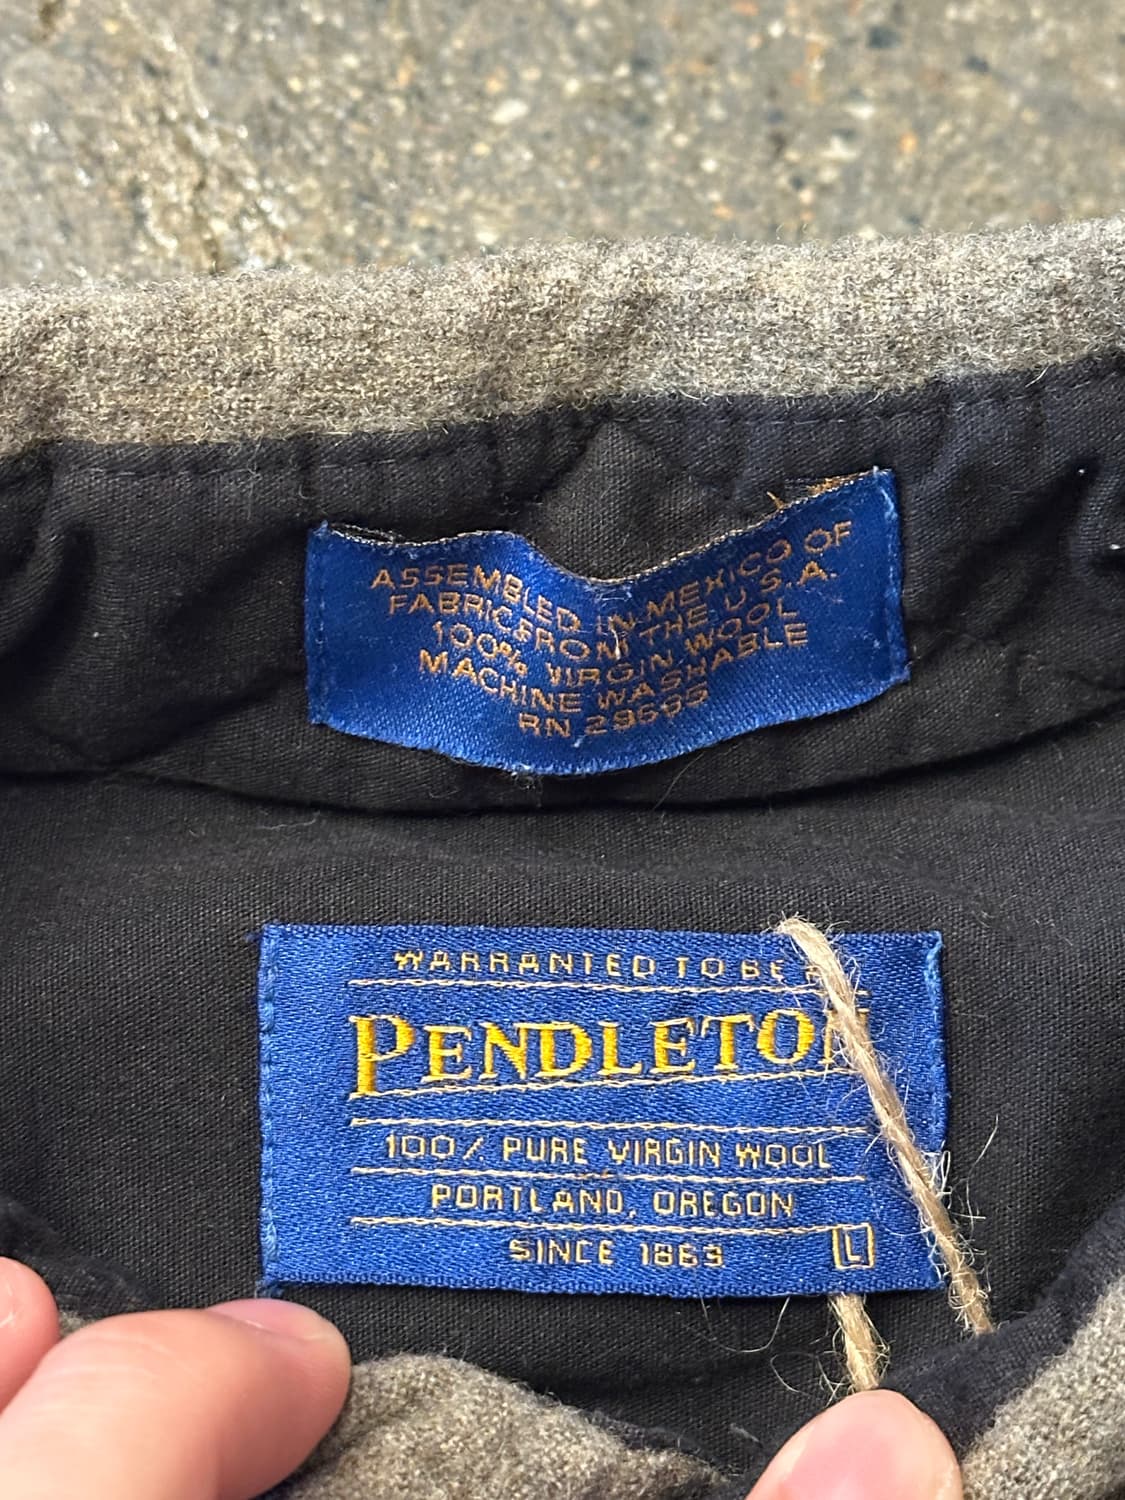 ASSEMBLED IN MEXICO OF
FABRIC FROM THE U.S.A.
100% VIRGIN WOOL
MACHINE WASHABLE
RN 29685
WARRANTED TO BE A
PENDLETON
100% PURE VIRGIN WOOL
PORTLAND, OREGON
SINCE 1863
L